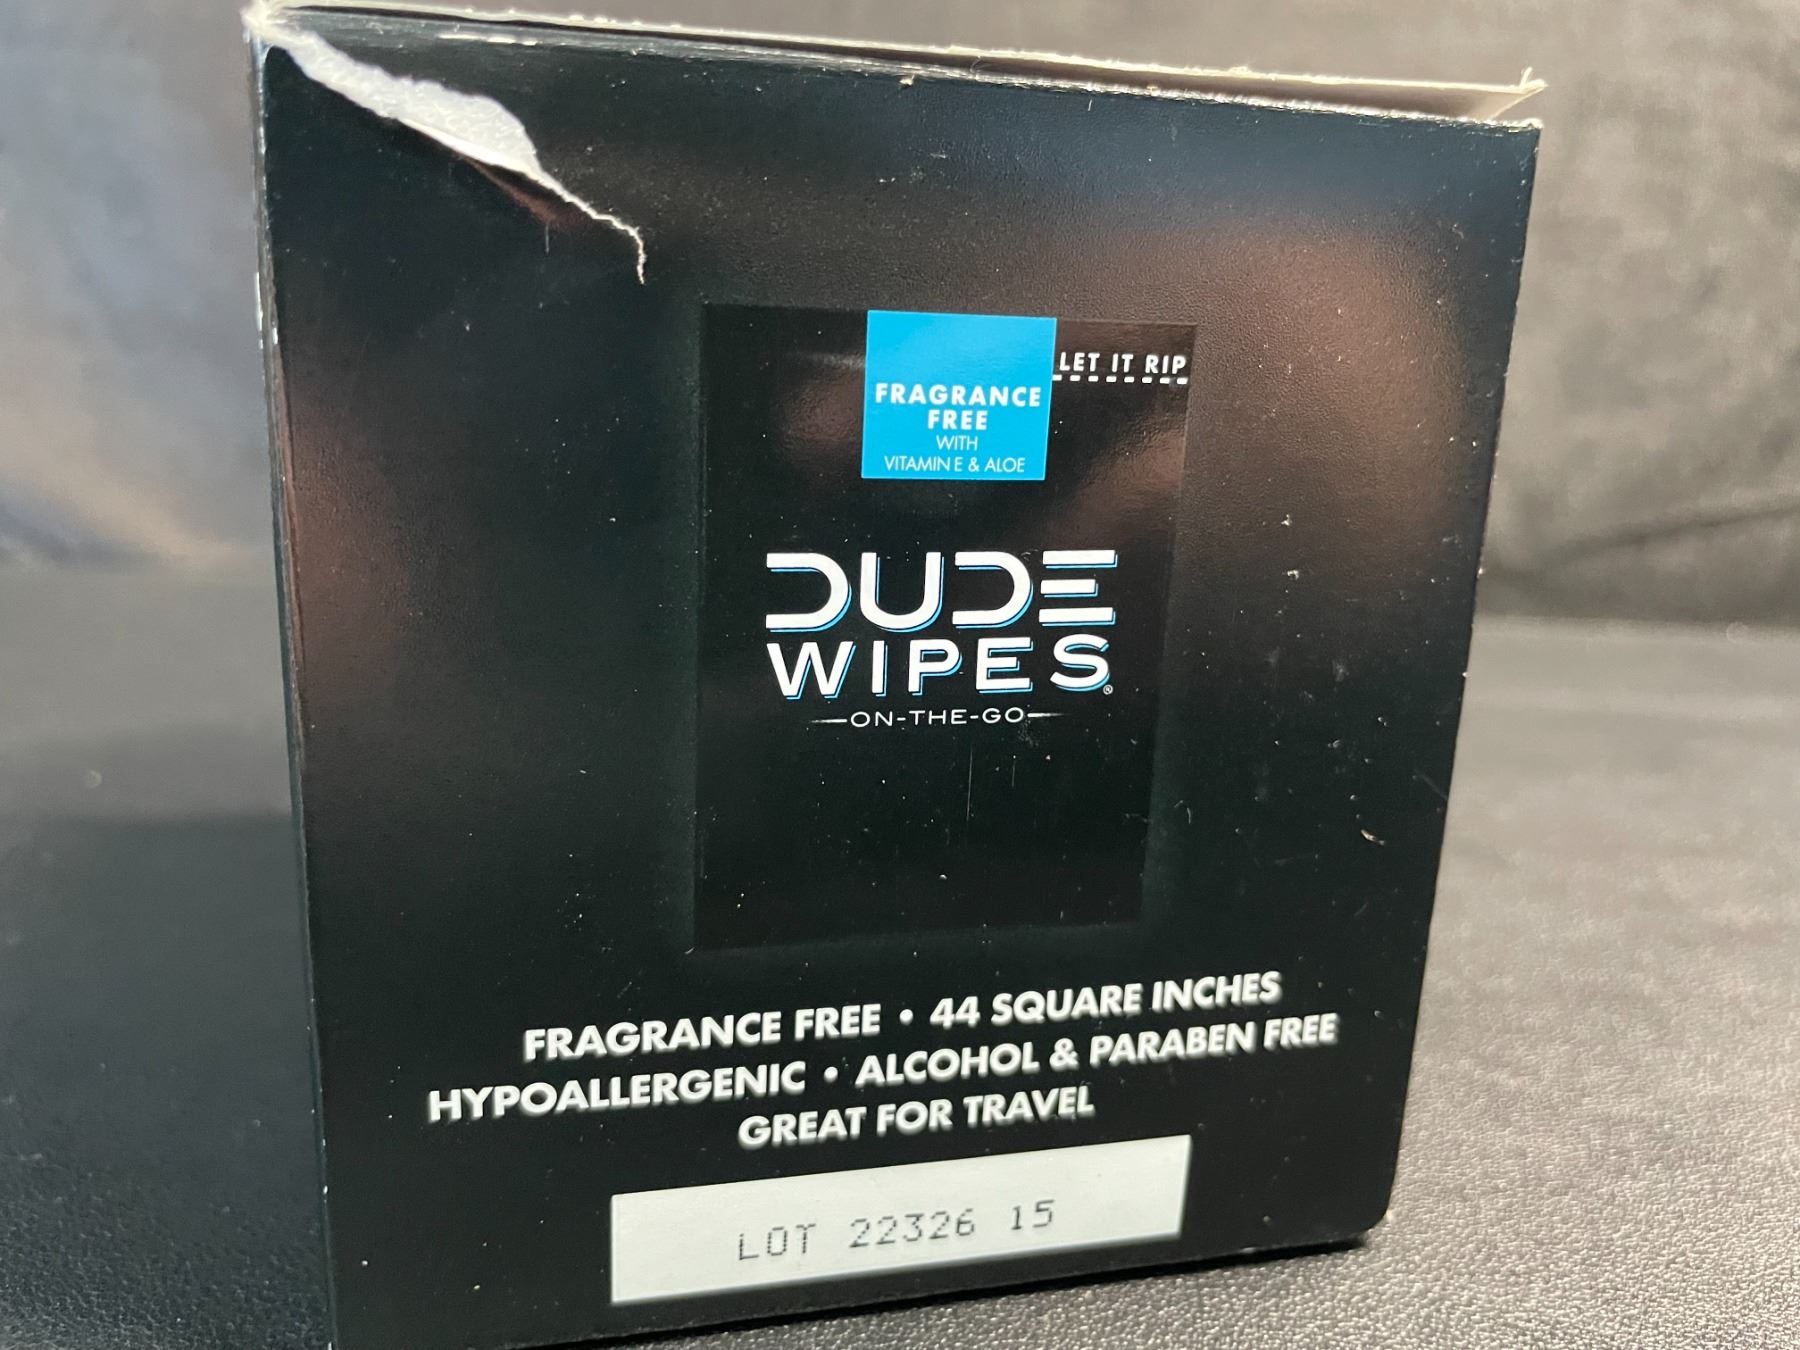 LET IT RIP
FRAGRANCE
FREE
WITH
VITAMIN E & ALOE
DUDE
WIPES®
ON-THE-GO
FRAGRANCE FREE • 44 SQUARE INCHES
HYPOALLERGENIC • ALCOHOL & PARABEN FREE
GREAT FOR TRAVEL
LOT 22326 15